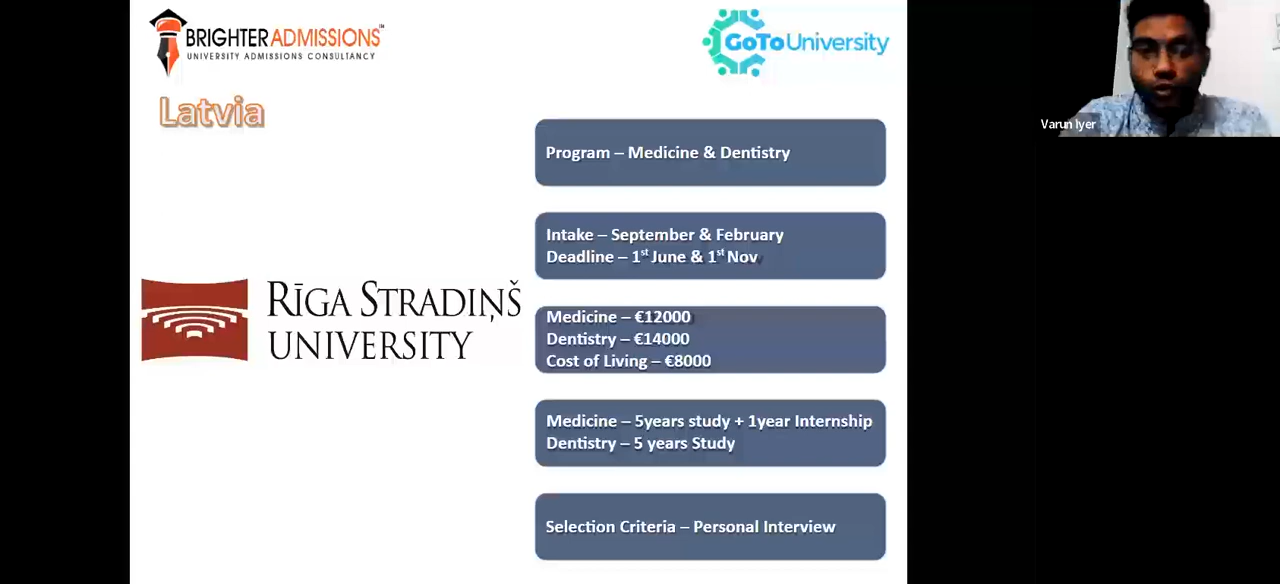 BRIGHTER ADMISSIONS™
UNIVERSITY ADMISSIONS CONSULTANCY
GoToUniversity
Varun Iyer
Latvia
RĪGA STRADIŅŠ
UNIVERSITY
Program – Medicine & Dentistry
Intake – September & February
Deadline – 1st June & 1st Nov
Medicine – €12000
Dentistry – €14000
Cost of Living – €8000
Medicine – 5years study + 1year Internship
Dentistry – 5 years Study
Selection Criteria – Personal Interview